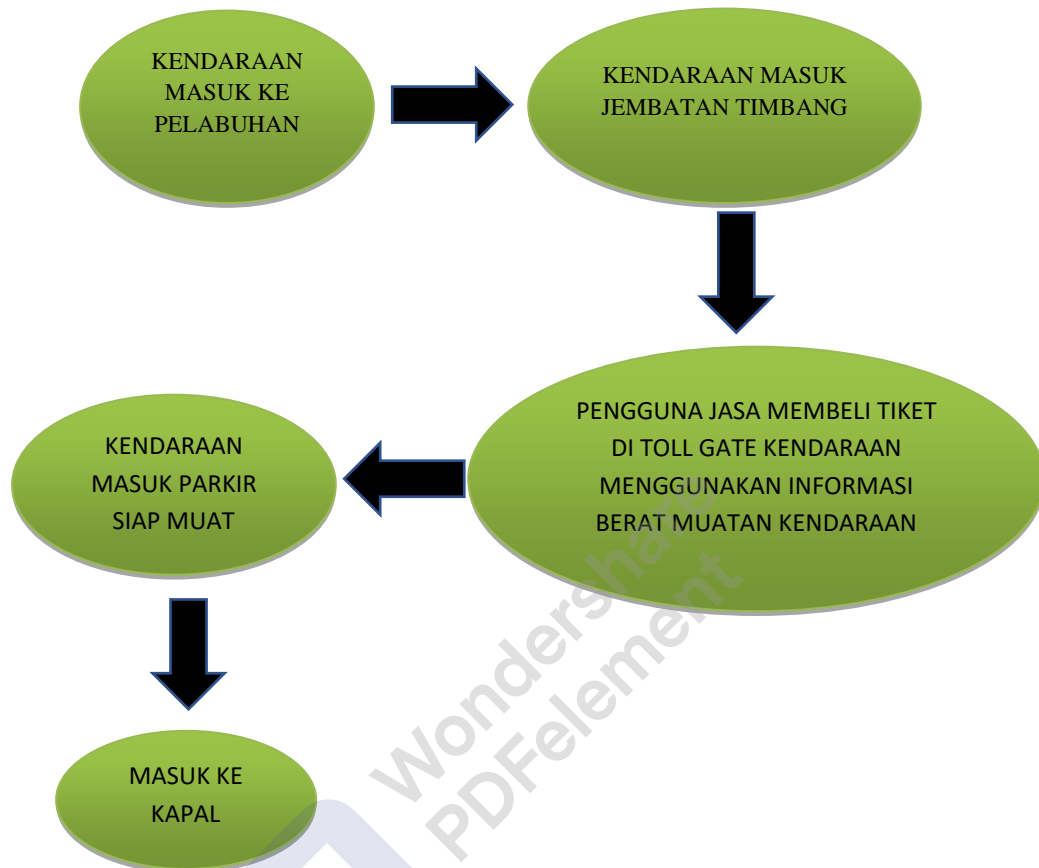 KENDARAAN
MASUK KE
PELABUHAN
KENDARAAN MASUK
JEMBATAN TIMBANG
PENGGUNA JASA MEMBELI TIKET
DI TOLL GATE KENDARAAN
MENGGUNAKAN INFORMASI
BERAT MUATAN KENDARAAN
KENDARAAN
MASUK PARKIR
SIAP MUAT
MASUK KE
KAPAL
Wondershare
PDFelement